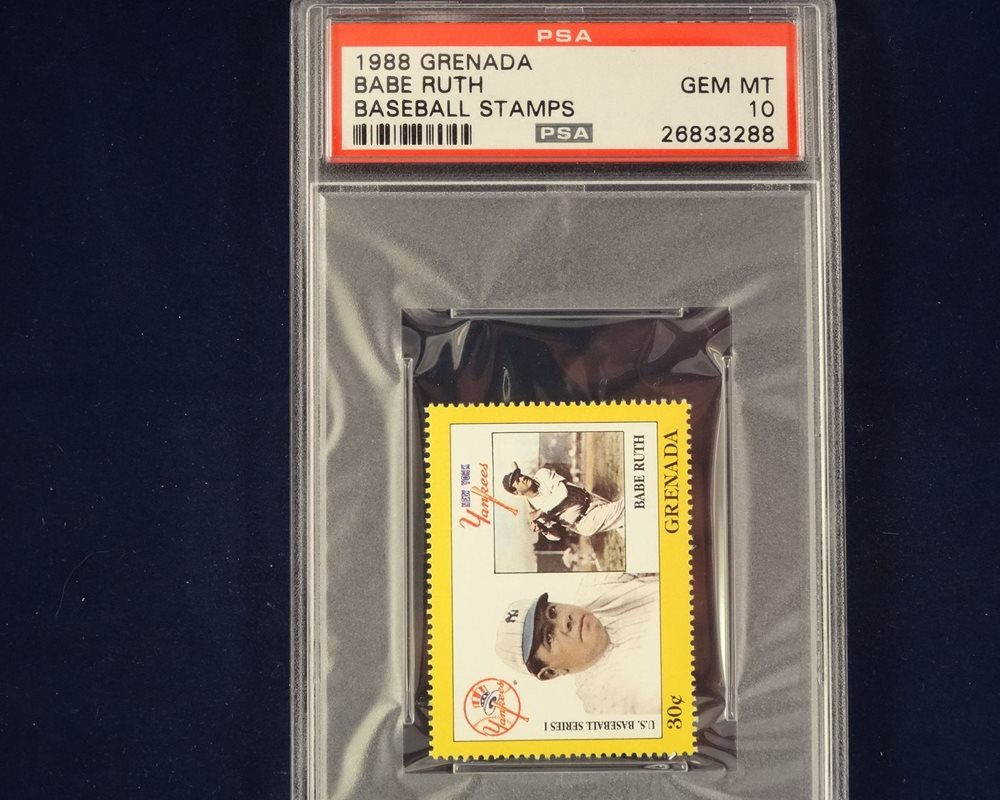 PSA
1988 GRENADA
BABE RUTH GEM MT
BASEBALL STAMPS 10
PSA 26833288
NEW YORK
Yankees
BABE RUTH
GRENADA
NY
Yankees
U.S. BASEBALL SERIES I
30¢